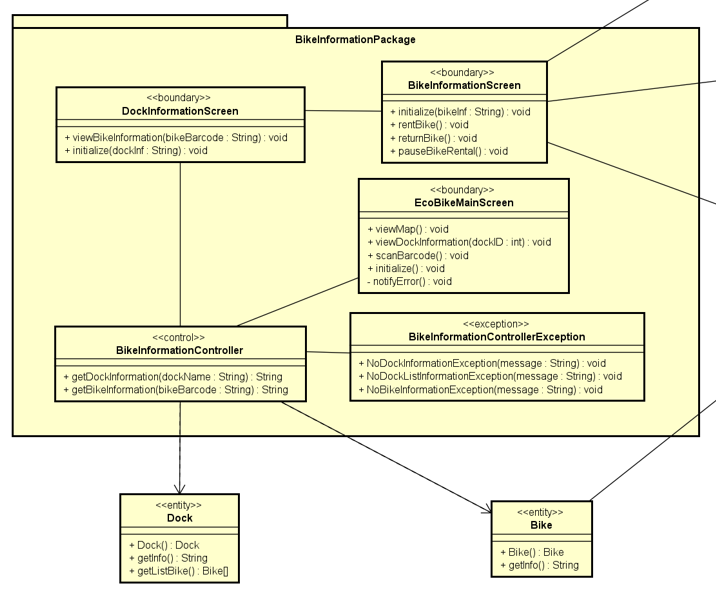 BikeInformationPackage
<<boundary>>
DockInformationScreen
+ viewBikeInformation(bikeBarcode : String) : void
+ initialize(dockInf : String) : void
<<boundary>>
BikeInformationScreen
+ initialize(bikeInf : String) : void
+ rentBike() : void
+ returnBike() : void
+ pauseBikeRental() : void
<<boundary>>
EcoBikeMainScreen
+ viewMap() : void
+ viewDockInformation(dockID : int) : void
+ scanBarcode() : void
+ initialize() : void
- notifyError() : void
<<control>>
BikeInformationController
+ getDockInformation(dockName : String) : String
+ getBikeInformation(bikeBarcode : String) : String
<<exception>>
BikeInformationControllerException
+ NoDockInformationException(message : String) : void
+ NoDockListInformationException(message : String) : void
+ NoBikeInformationException(message : String) : void
<<entity>>
Dock
+ Dock() : Dock
+ getInfo() : String
+ getListBike() : Bike[]
<<entity>>
Bike
+ Bike() : Bike
+ getInfo() : String